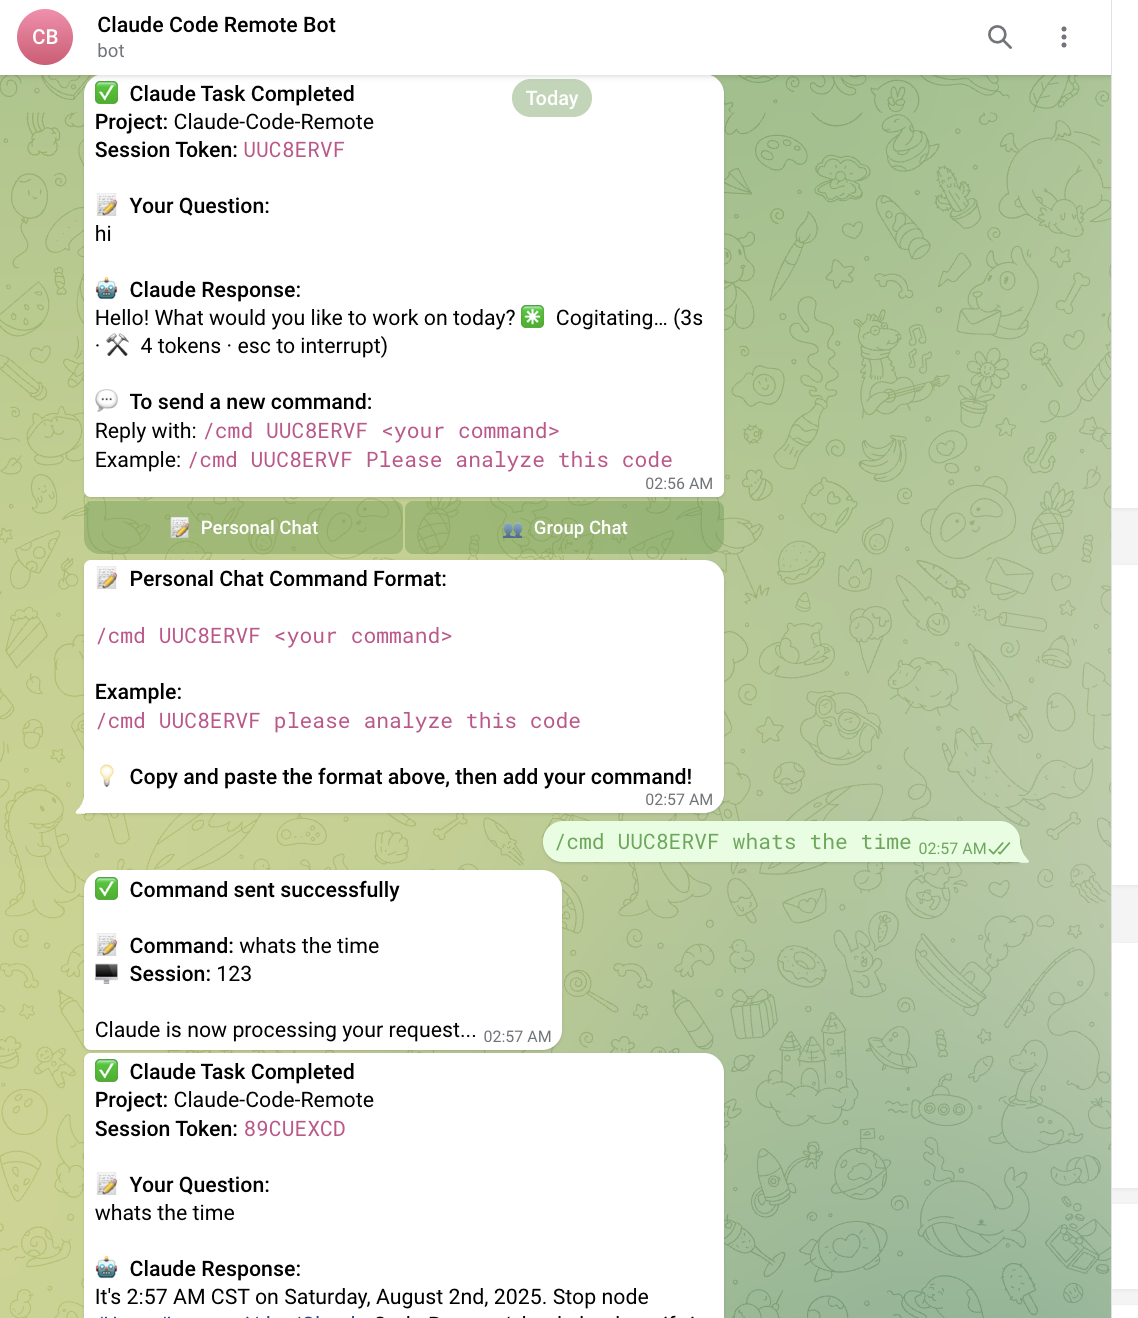 CB
Claude Code Remote Bot
bot
Today
✅ Claude Task Completed
Project: Claude-Code-Remote
Session Token: UUC8ERVF
📝 Your Question:
hi
🤖 Claude Response:
Hello! What would you like to work on today? ✳️ Cogitating… (3s
· ⚒ 4 tokens · esc to interrupt)
💬 To send a new command:
Reply with: /cmd UUC8ERVF <your command>
Example: /cmd UUC8ERVF Please analyze this code
02:56 AM
📝 Personal Chat
👥 Group Chat
📝 Personal Chat Command Format:
/cmd UUC8ERVF <your command>
Example:
/cmd UUC8ERVF please analyze this code
💡 Copy and paste the format above, then add your command!
02:57 AM
/cmd UUC8ERVF whats the time 02:57 AM
✅ Command sent successfully
📝 Command: whats the time
🖥 Session: 123
Claude is now processing your request... 02:57 AM
✅ Claude Task Completed
Project: Claude-Code-Remote
Session Token: 89CUEXCD
📝 Your Question:
whats the time
🤖 Claude Response:
It's 2:57 AM CST on Saturday, August 2nd, 2025. Stop node